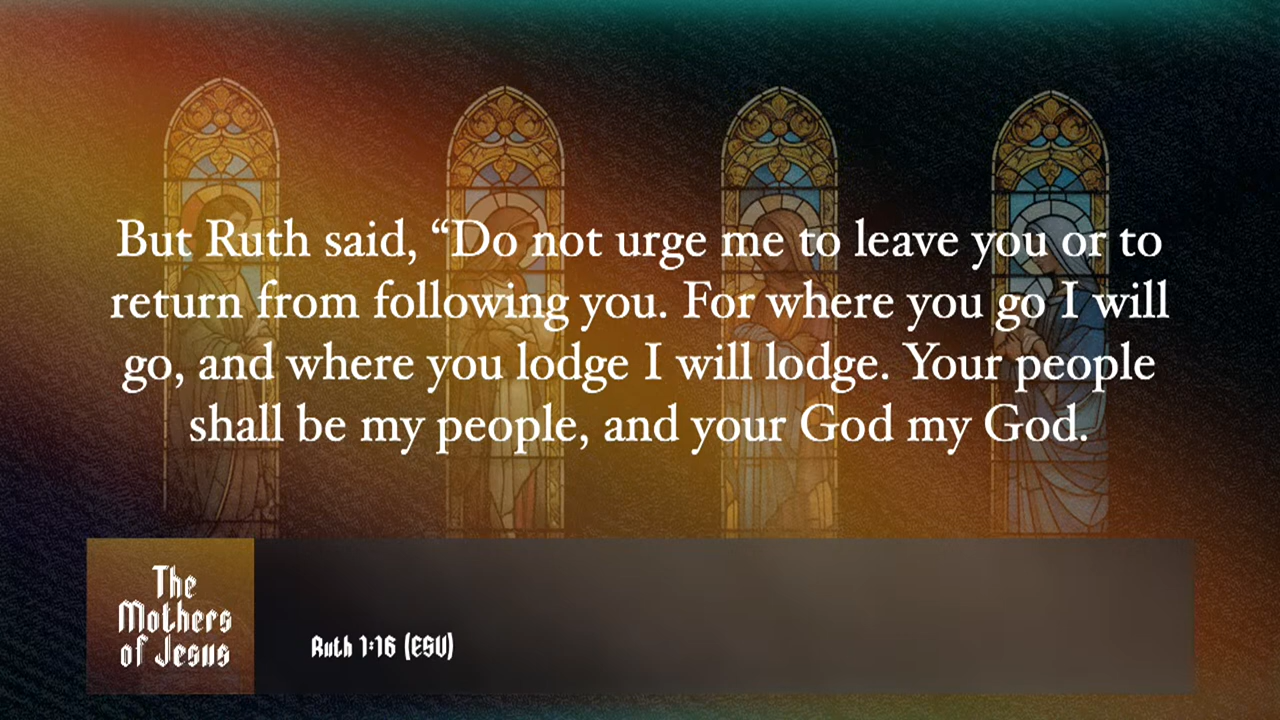 But Ruth said, “Do not urge me to leave you or to
return from following you. For where you go I will
go, and where you lodge I will lodge. Your people
shall be my people, and your God my God.
The
Mothers
of Jesus
Ruth 1:16 (ESV)